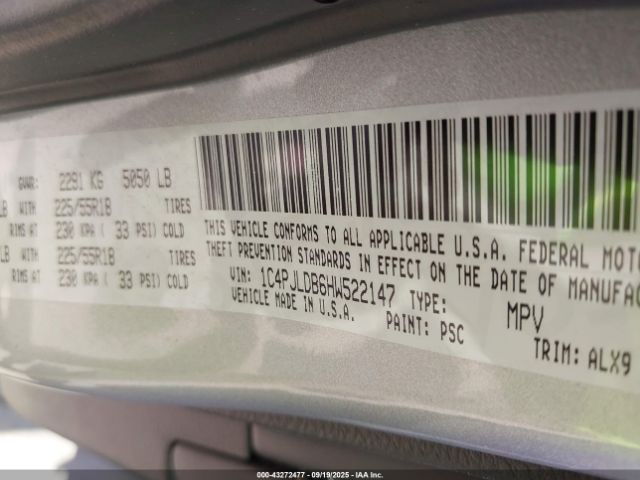 GVWR: 2291 KG 5050 LB
LB WITH 225/55R18 TIRES
RIMS AT 230 KPA ( 33 PSI) COLD
LB WITH 225/55R18 TIRES
RIMS AT 230 KPA ( 33 PSI) COLD
THIS VEHICLE CONFORMS TO ALL APPLICABLE U.S.A. FEDERAL MOTO
THEFT PREVENTION STANDARDS IN EFFECT ON THE DATE OF MANUFAC
VIN: 1C4PJLDB6HW522147 TYPE: MPV
VEHICLE MADE IN U.S.A. PAINT: PSC TRIM: ALX9
000-43272477 - 09/19/2025 - IAA Inc.